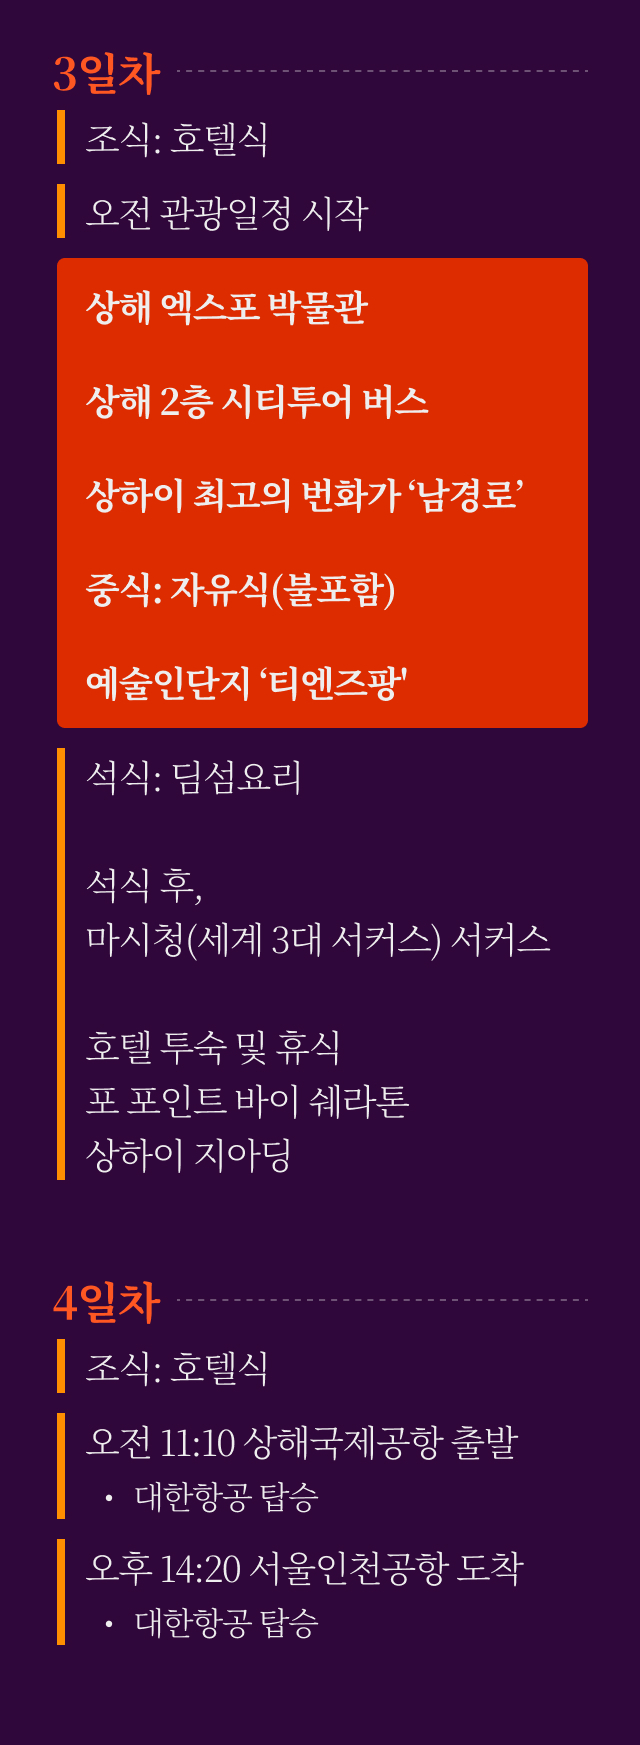 3일차
조식: 호텔식
오전 관광일정 시작
상해 엑스포 박물관
상해 2층 시티투어 버스
상하이 최고의 번화가 ‘남경로’
중식: 자유식(불포함)
예술인단지 ‘티엔즈팡'
석식: 딤섬요리
석식 후,
마시청(세계 3대 서커스) 서커스
호텔 투숙 및 휴식
포 포인트 바이 쉐라톤
상하이 지아딩
4일차
조식: 호텔식
오전 11:10 상해국제공항 출발
• 대한항공 탑승
오후 14:20 서울인천공항 도착
• 대한항공 탑승